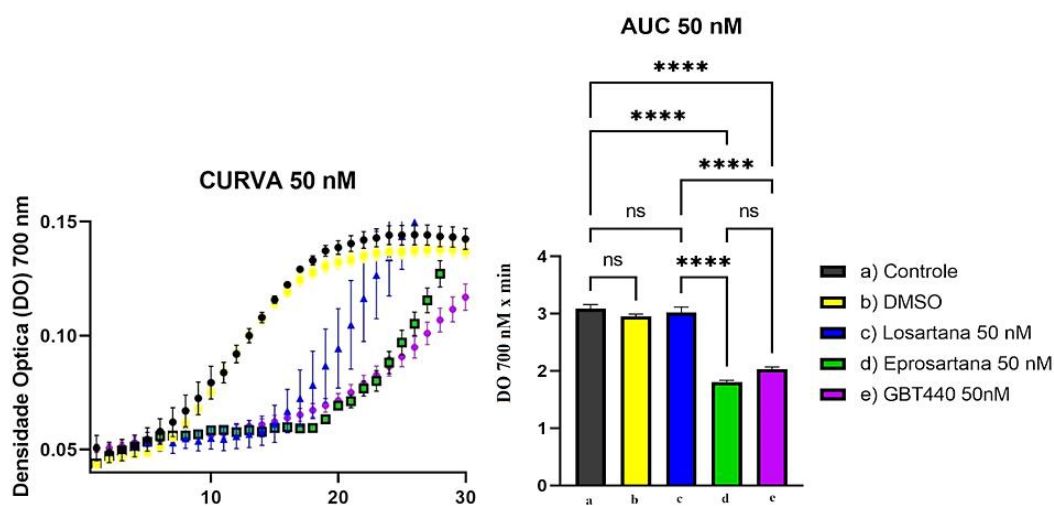 CURVA 50 nM
Densidade Optica (DO) 700 nm
0.15
0.10
0.05
10
20
30
AUC 50 nM
****
****
****
ns
ns
ns
****
DO 700 nM x min
4
3
2
1
0
a
b
c
d
e
a) Controle
b) DMSO
c) Losartana 50 nM
d) Eprosartana 50 nM
e) GBT440 50nM